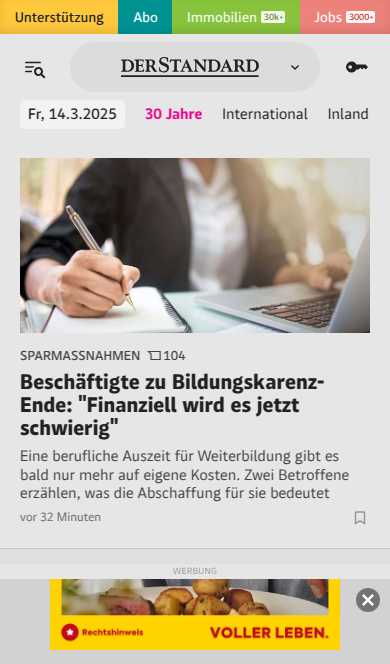 Unterstützung Abo Immobilien 30k+ Jobs 3000+
DERSTANDARD
Fr, 14.3.2025 30 Jahre International Inland
SPARMASSNAHMEN 104
Beschäftigte zu Bildungskarenz-
Ende: "Finanziell wird es jetzt
schwierig"
Eine berufliche Auszeit für Weiterbildung gibt es
bald nur mehr auf eigene Kosten. Zwei Betroffene
erzählen, was die Abschaffung für sie bedeutet
vor 32 Minuten
WERBUNG
Rechtshinweis VOLLER LEBEN.